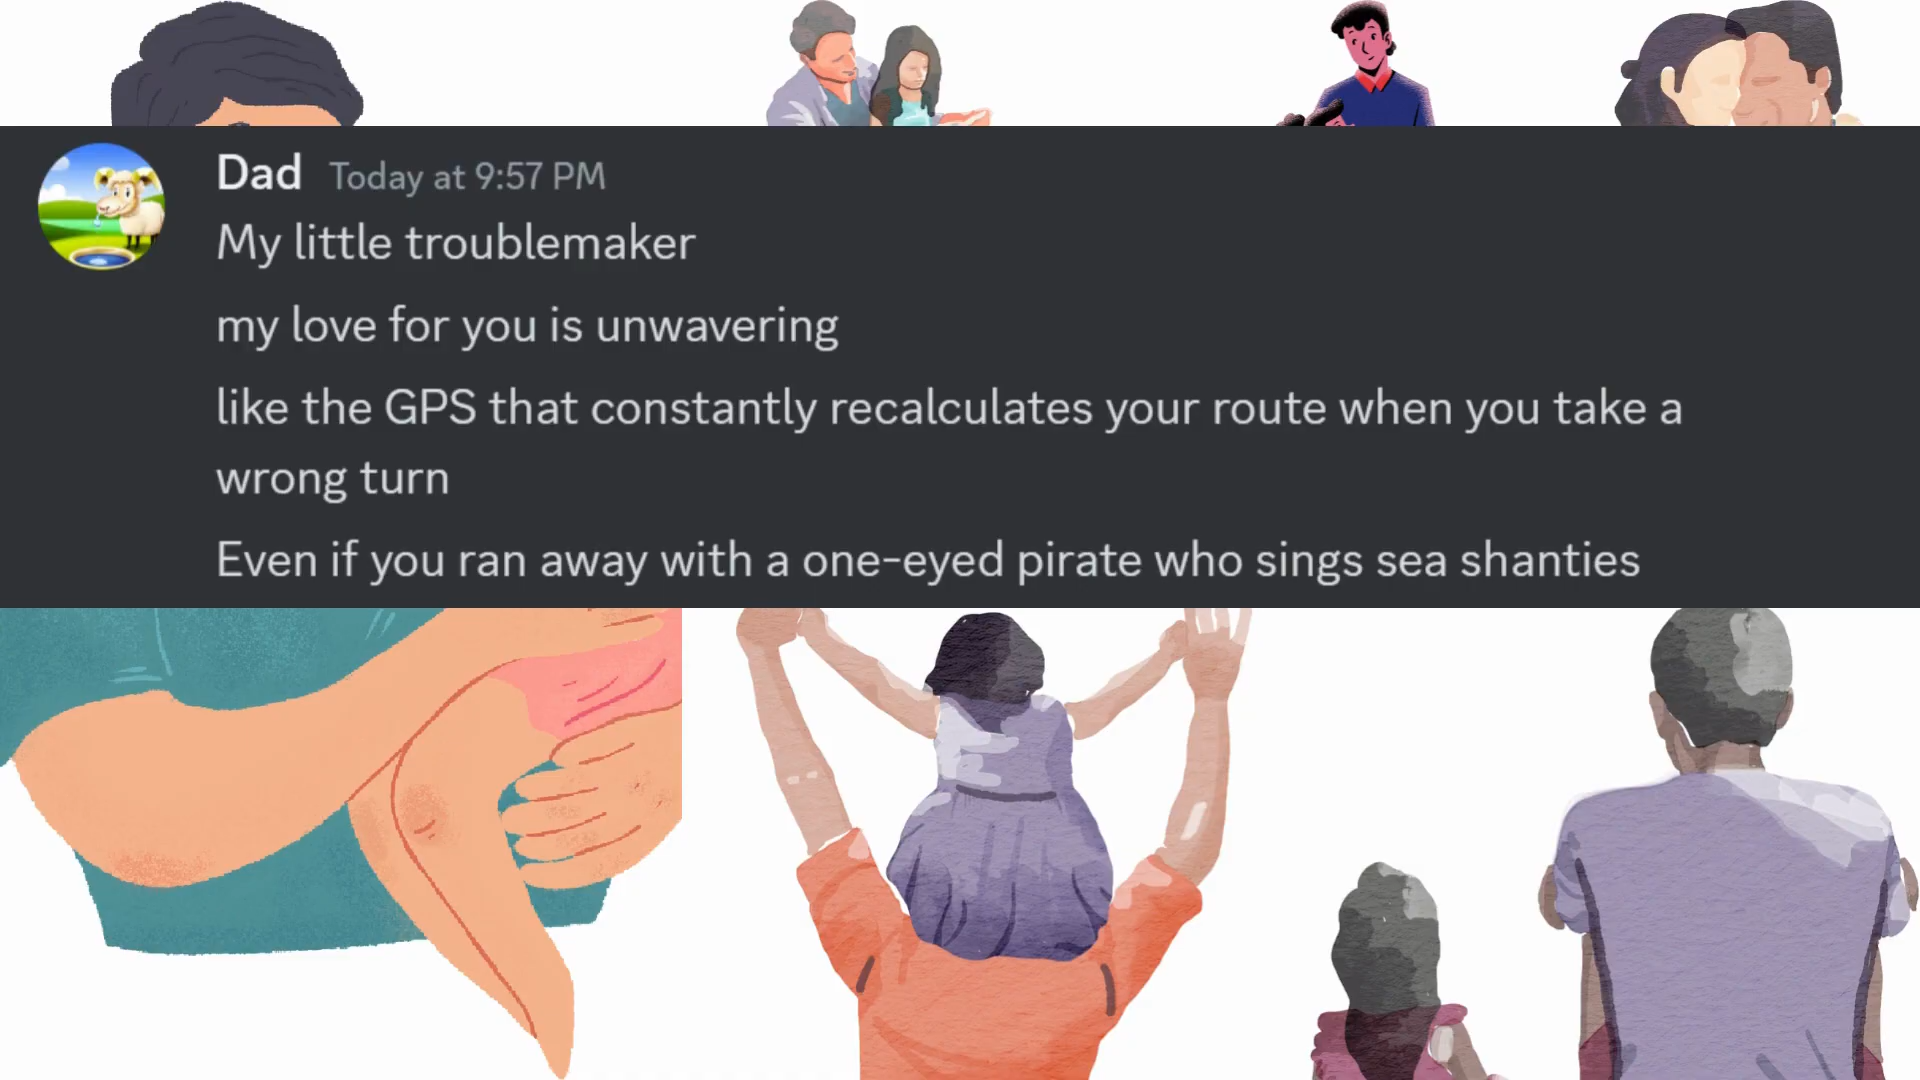 Dad Today at 9:57 PM
My little troublemaker
my love for you is unwavering
like the GPS that constantly recalculates your route when you take a
wrong turn
Even if you ran away with a one-eyed pirate who sings sea shanties